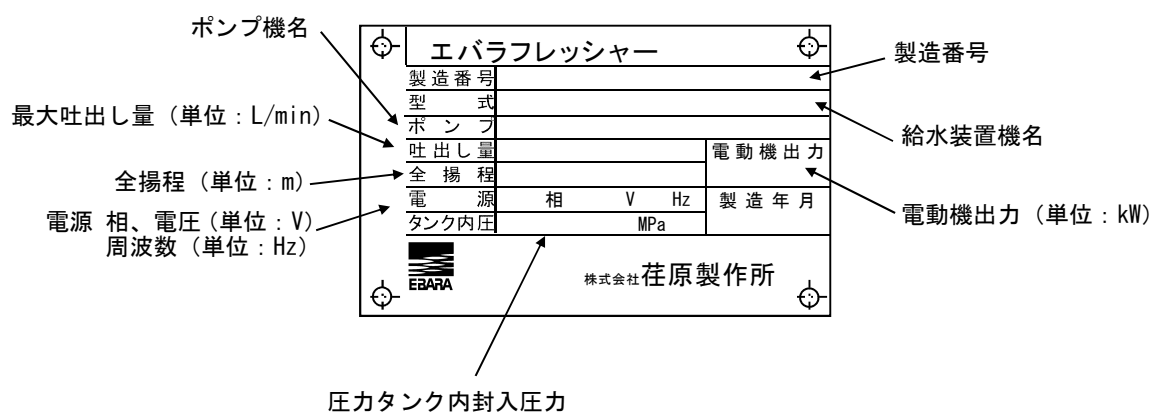 ポンプ機名
エバラフレッシャー
製造番号
製造番号
型 式
最大吐出し量（単位：L/min）
ポ ン プ
給水装置機名
吐出し量
電動機出力
全揚程（単位：m）
全 揚 程
電源 相、電圧（単位：V）
周波数（単位：Hz）
電 源 相 V Hz
製造年月
電動機出力（単位：kW）
タンク内圧 MPa
EBARA
株式会社荏原製作所
圧力タンク内封入圧力